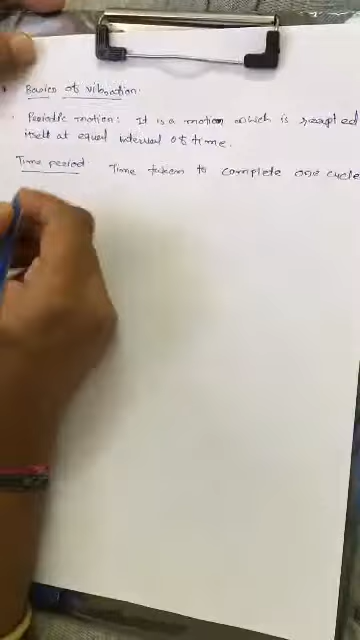 Basics of vibration:
Periodic motion: It is a motion which is repeated
itself at equal interval of time.
Time period Time taken to complete one cycle